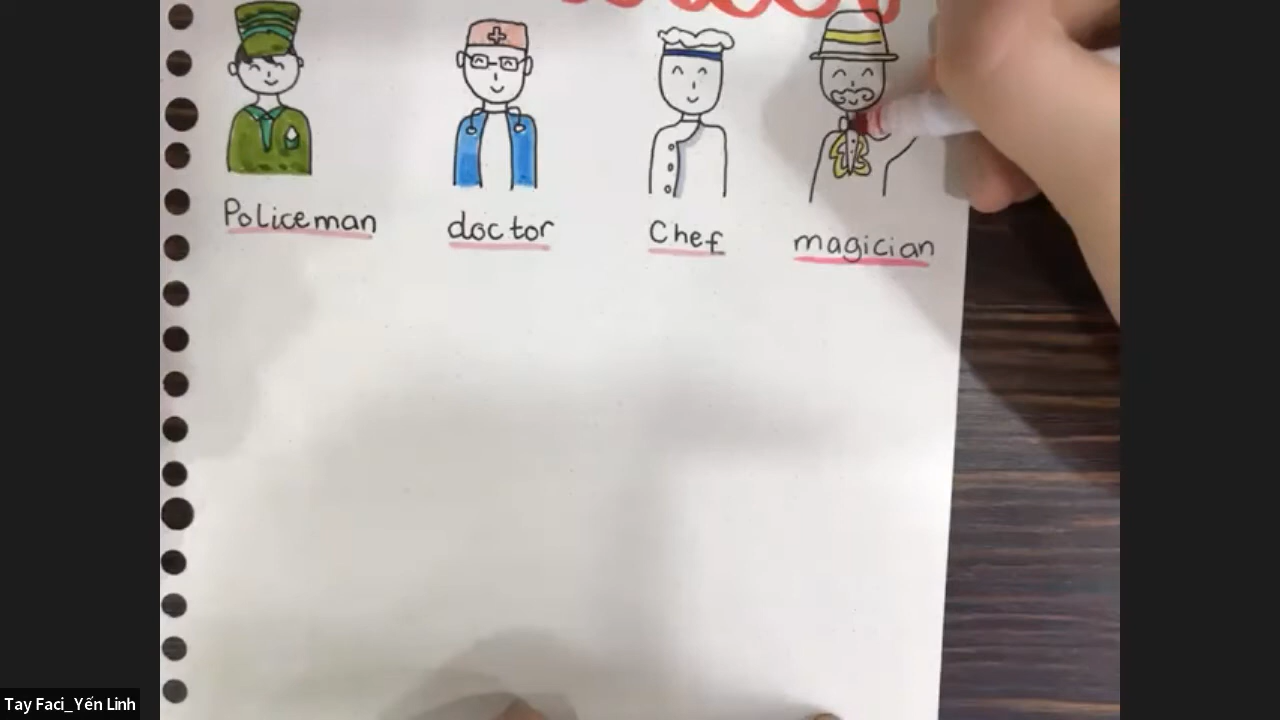 Policeman
doctor
Chef
magician
Tay Faci_Yến Linh